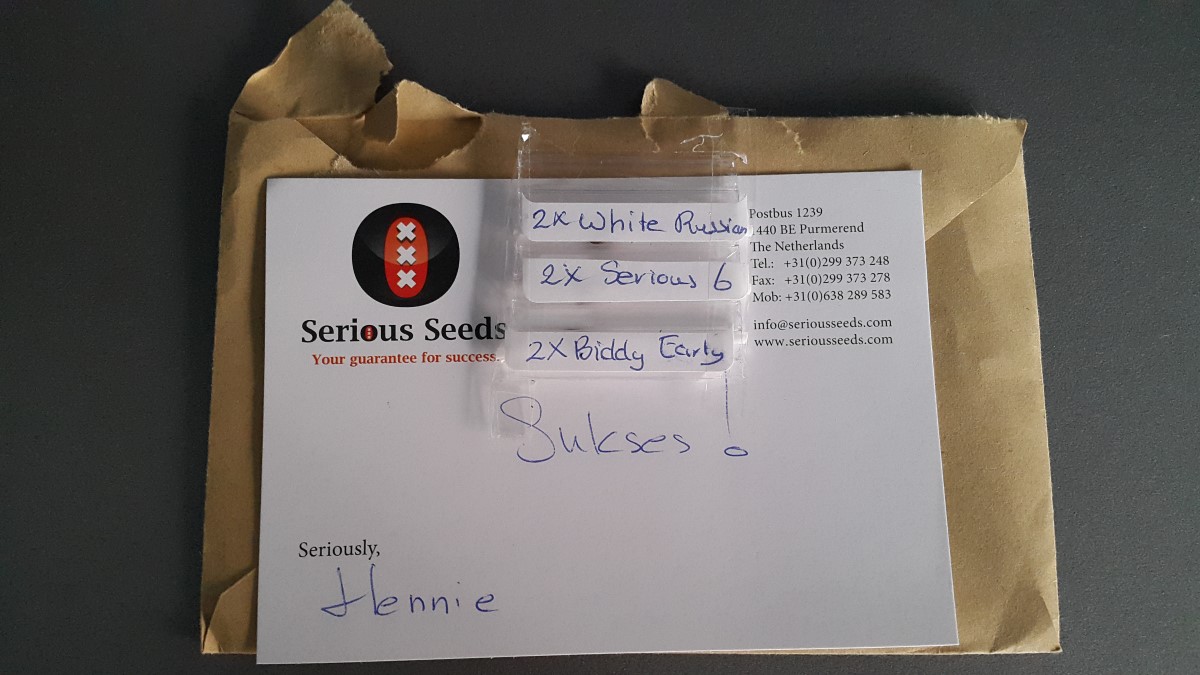 Serious Seeds
Your guarantee for success.
2x White Russian
2x Serious 6
2x Biddy Early
Postbus 1239
1440 BE Purmerend
The Netherlands
Tel.: +31(0)299 373 248
Fax: +31(0)299 373 278
Mob: +31(0)638 289 583
info@seriousseeds.com
www.seriousseeds.com
Sukses!
Seriously,
Hennie